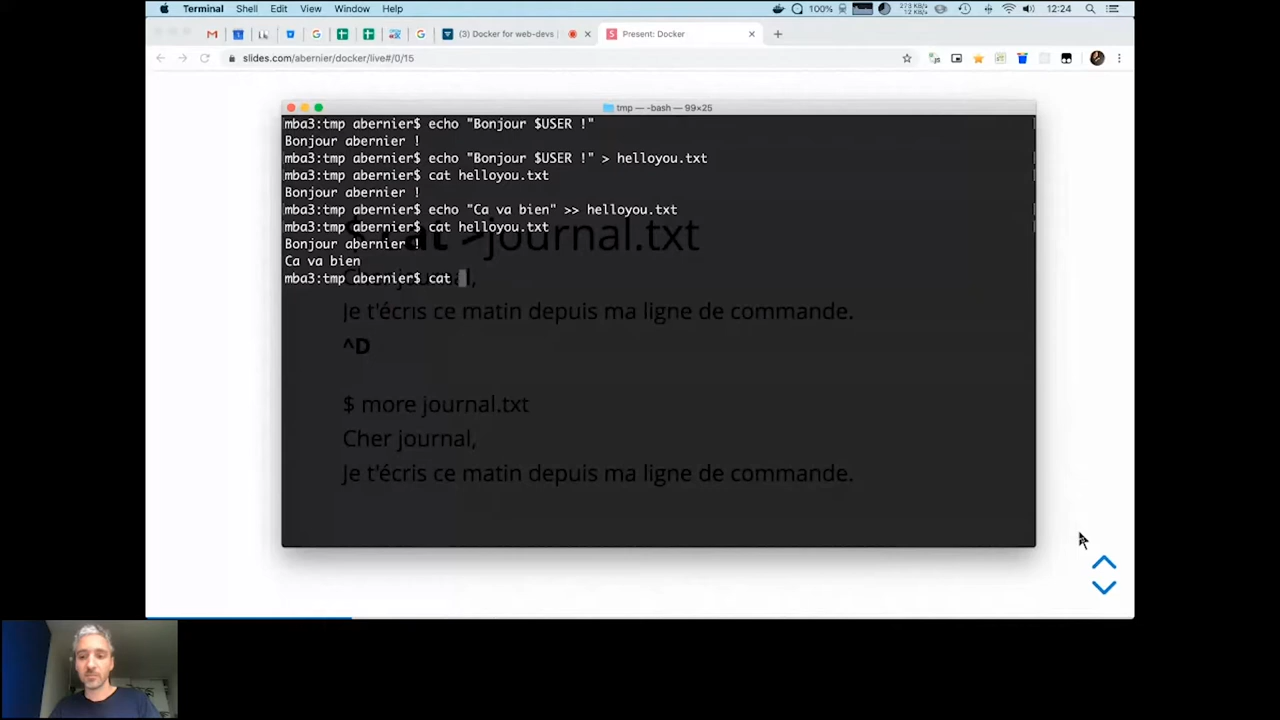 Terminal Shell Edit View Window Help 100% 12:24
(3) Docker for web-devs Present: Docker
slides.com/abernier/docker/live#/0/15
tmp — -bash — 99×25
mba3:tmp abernier$ echo "Bonjour $USER !"
Bonjour abernier !
mba3:tmp abernier$ echo "Bonjour $USER !" > helloyou.txt
mba3:tmp abernier$ cat helloyou.txt
Bonjour abernier !
mba3:tmp abernier$ echo "Ca va bien" >> helloyou.txt
mba3:tmp abernier$ cat helloyou.txt
Bonjour abernier !
Ca va bien
mba3:tmp abernier$ cat
$ cat >journal.txt
Cher journal,
Je t'écris ce matin depuis ma ligne de commande.
^D
$ more journal.txt
Cher journal,
Je t'écris ce matin depuis ma ligne de commande.